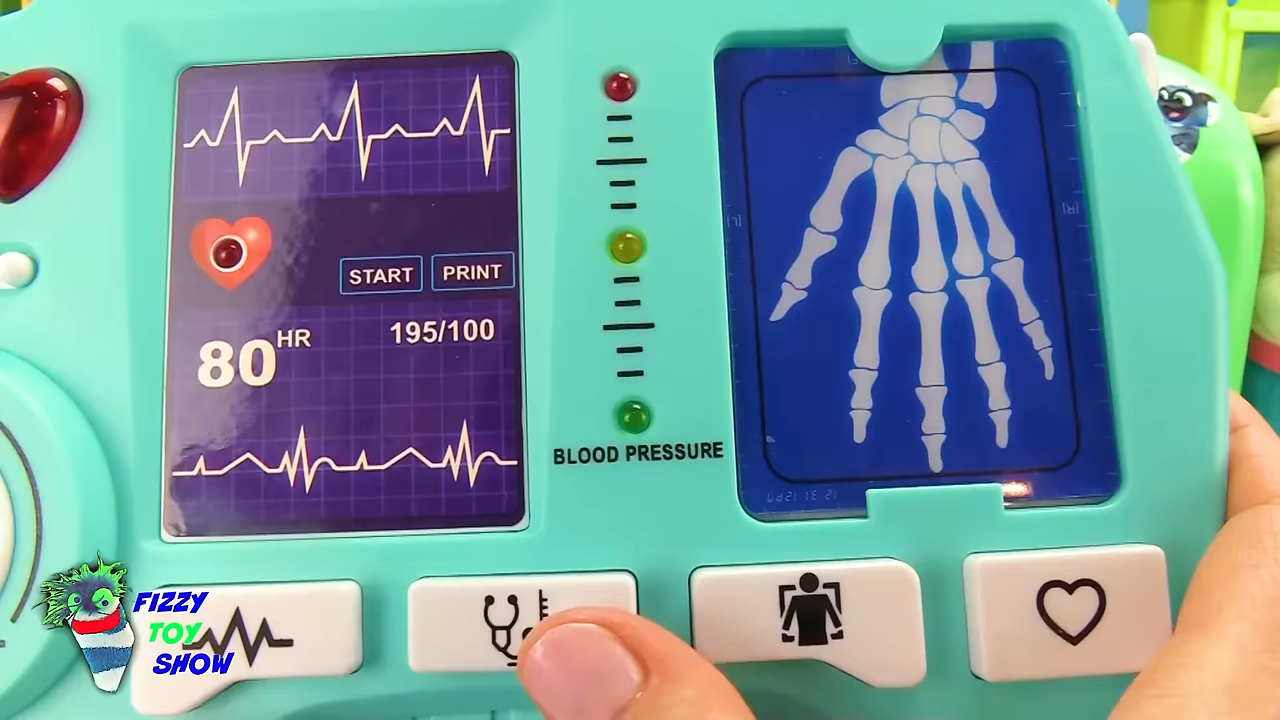 START
PRINT
80 HR
195/100
BLOOD PRESSURE
FIZZY
TOY
SHOW